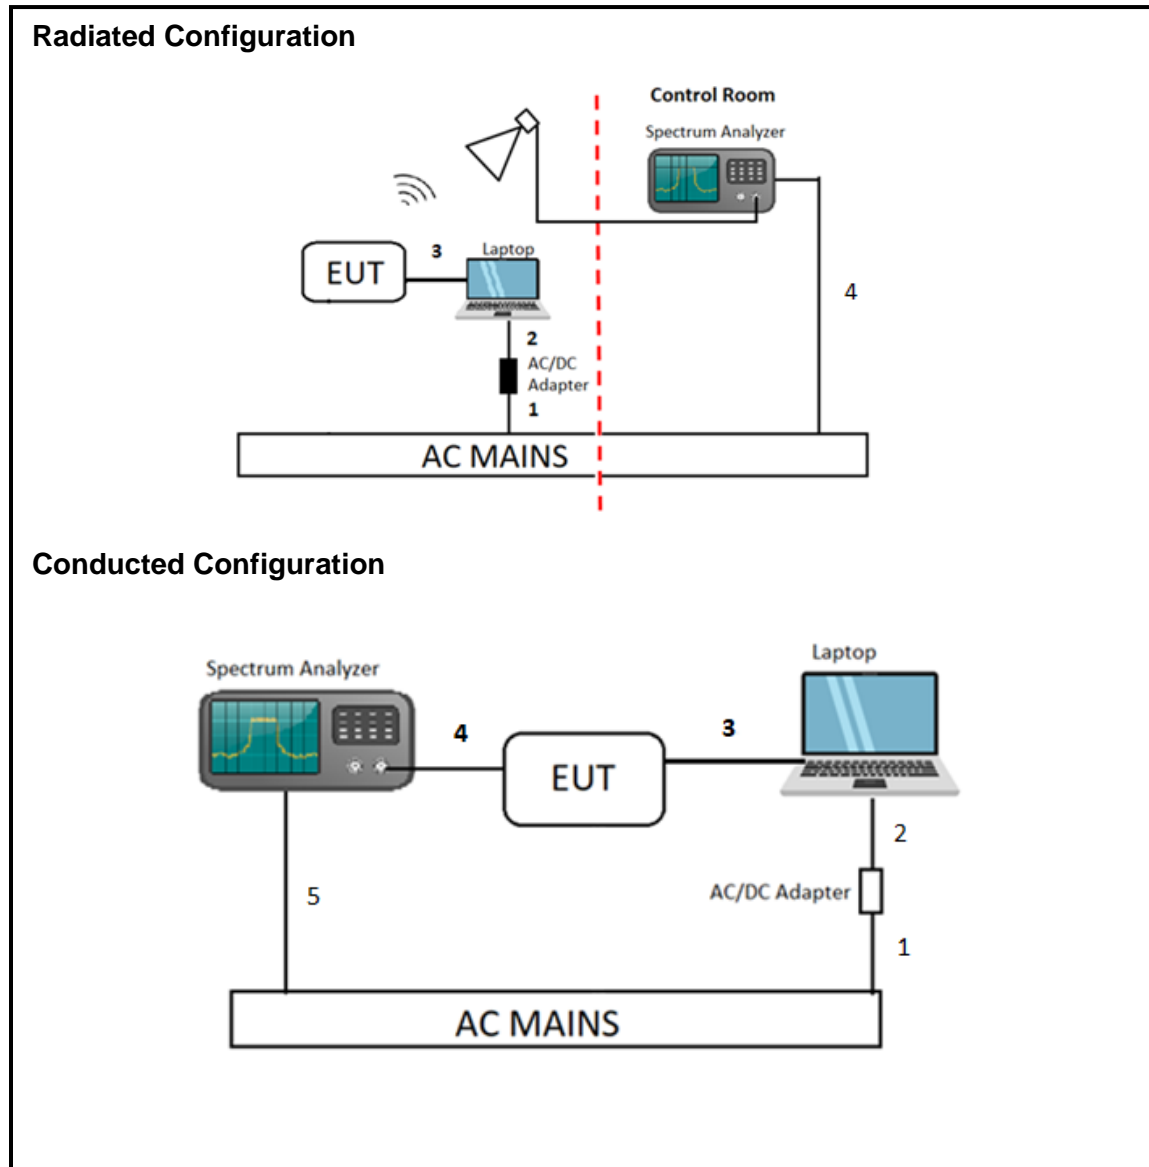 Radiated Configuration
Control Room
Spectrum Analyzer
3
Laptop
EUT
4
2
AC/DC
Adapter
1
AC MAINS
Conducted Configuration
Laptop
Spectrum Analyzer
4
3
EUT
2
AC/DC Adapter
5
1
AC MAINS